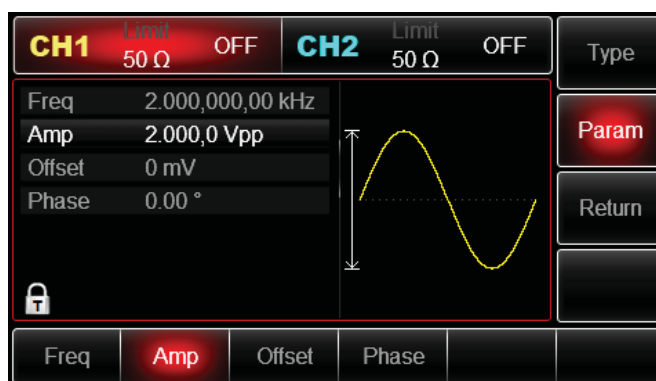 CH1 Limit 50 Ω OFF
CH2 Limit 50 Ω OFF
Type
Freq 2.000,000,00 kHz
Amp 2.000,0 Vpp
Offset 0 mV
Phase 0.00 °
Param
Return
T
Freq Amp Offset Phase